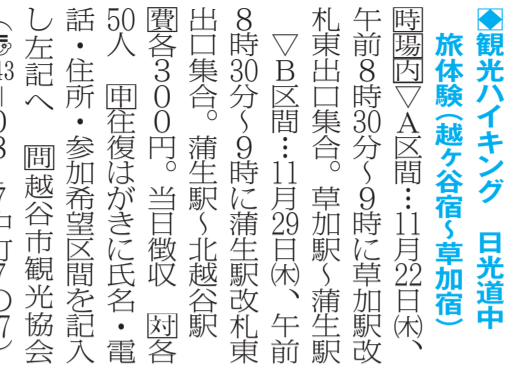 ◆観光ハイキング 日光道中
旅体験(越ヶ谷宿~草加宿)
時場内▽A区間…11月22日㈭、
午前8時30分~9時に草加駅改
札東出口集合。草加駅~蒲生駅
▽B区間…11月29日㈭、午前
8時30分~9時に蒲生駅改札東
出口集合。蒲生駅~北越谷駅
費各300円。当日徴収 対各
50人 申往復はがきに氏名・電
話・住所・参加希望区間を記入
し左記へ 問越谷市観光協会